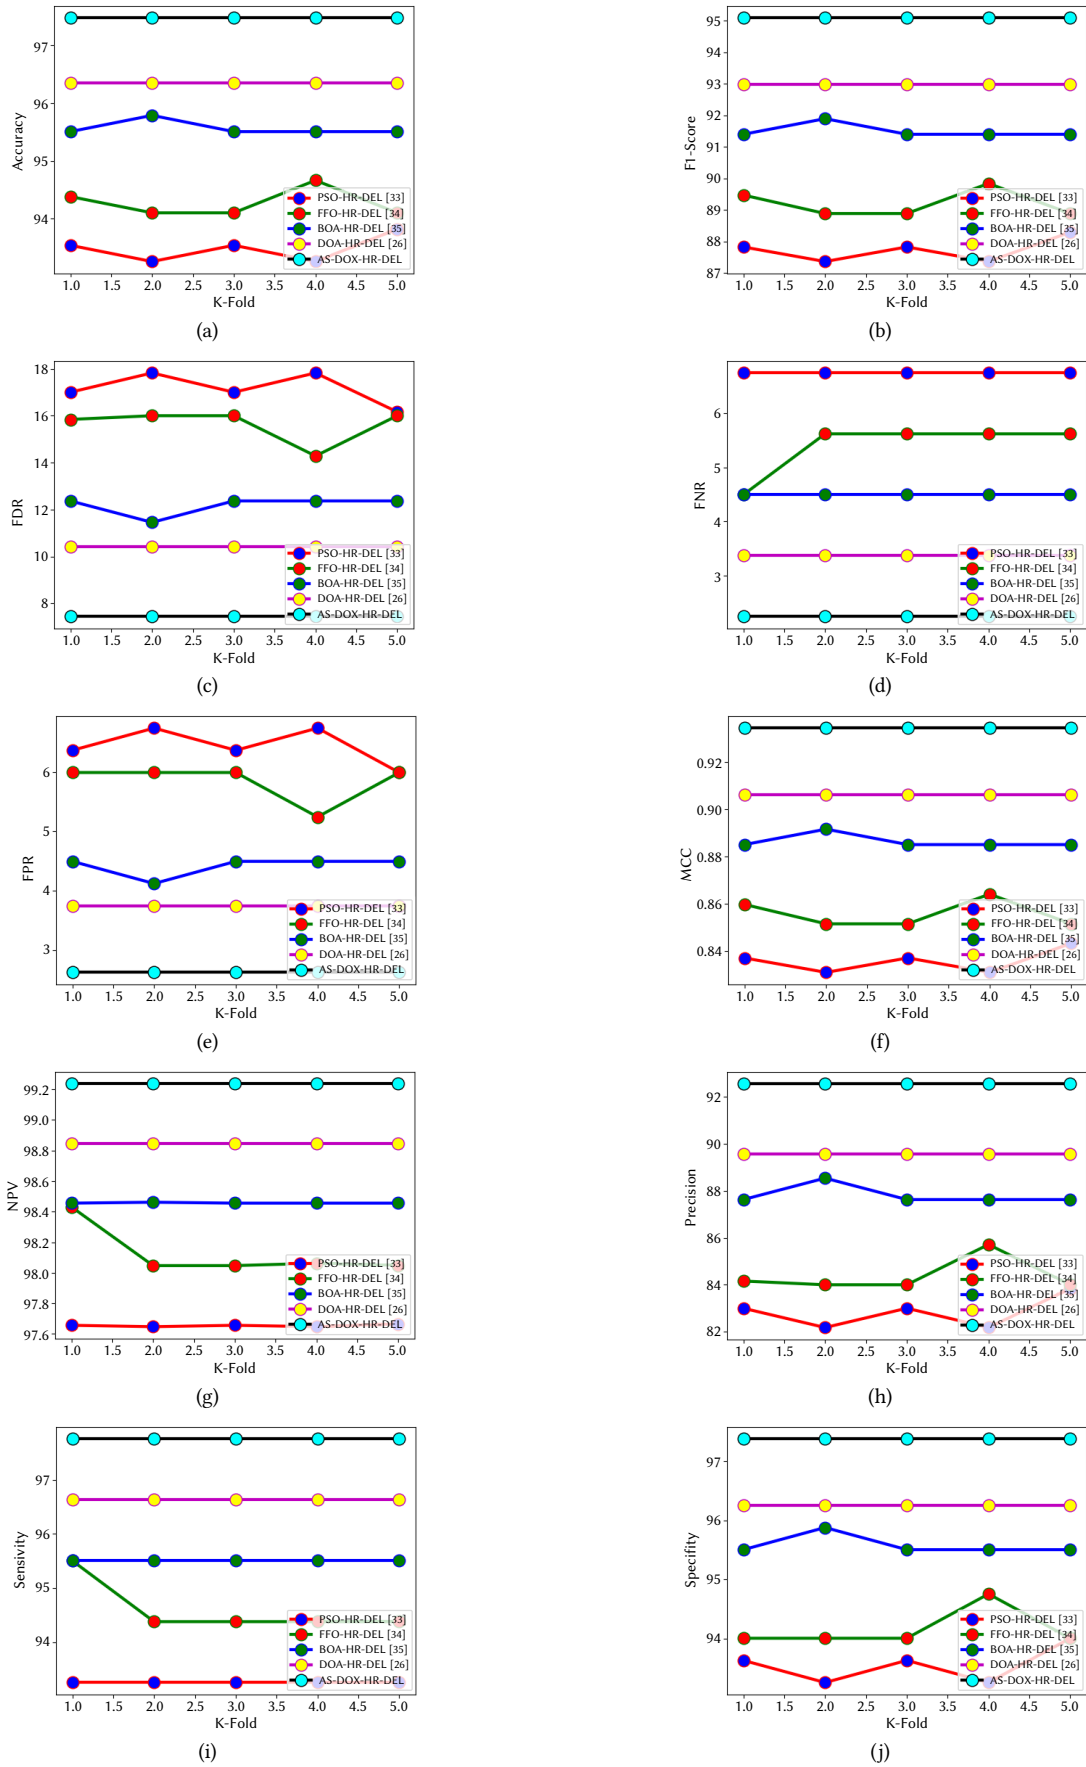 97
96
95
94
Accuracy
1.0 1.5 2.0 2.5 3.0 3.5 4.0 4.5 5.0
K-Fold
PSO-HR-DEL [33]
FFO-HR-DEL [34]
BOA-HR-DEL [35]
DOA-HR-DEL [26]
AS-DOX-HR-DEL
(a)
95
94
93
92
91
90
89
88
87
F1-Score
1.0 1.5 2.0 2.5 3.0 3.5 4.0 4.5 5.0
K-Fold
PSO-HR-DEL [33]
FFO-HR-DEL [34]
BOA-HR-DEL [35]
DOA-HR-DEL [26]
AS-DOX-HR-DEL
(b)
18
16
14
12
10
8
FDR
1.0 1.5 2.0 2.5 3.0 3.5 4.0 4.5 5.0
K-Fold
PSO-HR-DEL [33]
FFO-HR-DEL [34]
BOA-HR-DEL [35]
DOA-HR-DEL [26]
AS-DOX-HR-DEL
(c)
6
5
4
3
FNR
1.0 1.5 2.0 2.5 3.0 3.5 4.0 4.5 5.0
K-Fold
PSO-HR-DEL [33]
FFO-HR-DEL [34]
BOA-HR-DEL [35]
DOA-HR-DEL [26]
AS-DOX-HR-DEL
(d)
6
5
4
3
FPR
1.0 1.5 2.0 2.5 3.0 3.5 4.0 4.5 5.0
K-Fold
PSO-HR-DEL [33]
FFO-HR-DEL [34]
BOA-HR-DEL [35]
DOA-HR-DEL [26]
AS-DOX-HR-DEL
(e)
0.92
0.90
0.88
0.86
0.84
MCC
1.0 1.5 2.0 2.5 3.0 3.5 4.0 4.5 5.0
K-Fold
PSO-HR-DEL [33]
FFO-HR-DEL [34]
BOA-HR-DEL [35]
DOA-HR-DEL [26]
AS-DOX-HR-DEL
(f)
99.2
99.0
98.8
98.6
98.4
98.2
98.0
97.8
97.6
NPV
1.0 1.5 2.0 2.5 3.0 3.5 4.0 4.5 5.0
K-Fold
PSO-HR-DEL [33]
FFO-HR-DEL [34]
BOA-HR-DEL [35]
DOA-HR-DEL [26]
AS-DOX-HR-DEL
(g)
92
90
88
86
84
82
Precision
1.0 1.5 2.0 2.5 3.0 3.5 4.0 4.5 5.0
K-Fold
PSO-HR-DEL [33]
FFO-HR-DEL [34]
BOA-HR-DEL [35]
DOA-HR-DEL [26]
AS-DOX-HR-DEL
(h)
97
96
95
94
Sensivity
1.0 1.5 2.0 2.5 3.0 3.5 4.0 4.5 5.0
K-Fold
PSO-HR-DEL [33]
FFO-HR-DEL [34]
BOA-HR-DEL [35]
DOA-HR-DEL [26]
AS-DOX-HR-DEL
(i)
97
96
95
94
Specifity
1.0 1.5 2.0 2.5 3.0 3.5 4.0 4.5 5.0
K-Fold
PSO-HR-DEL [33]
FFO-HR-DEL [34]
BOA-HR-DEL [35]
DOA-HR-DEL [26]
AS-DOX-HR-DEL
(j)